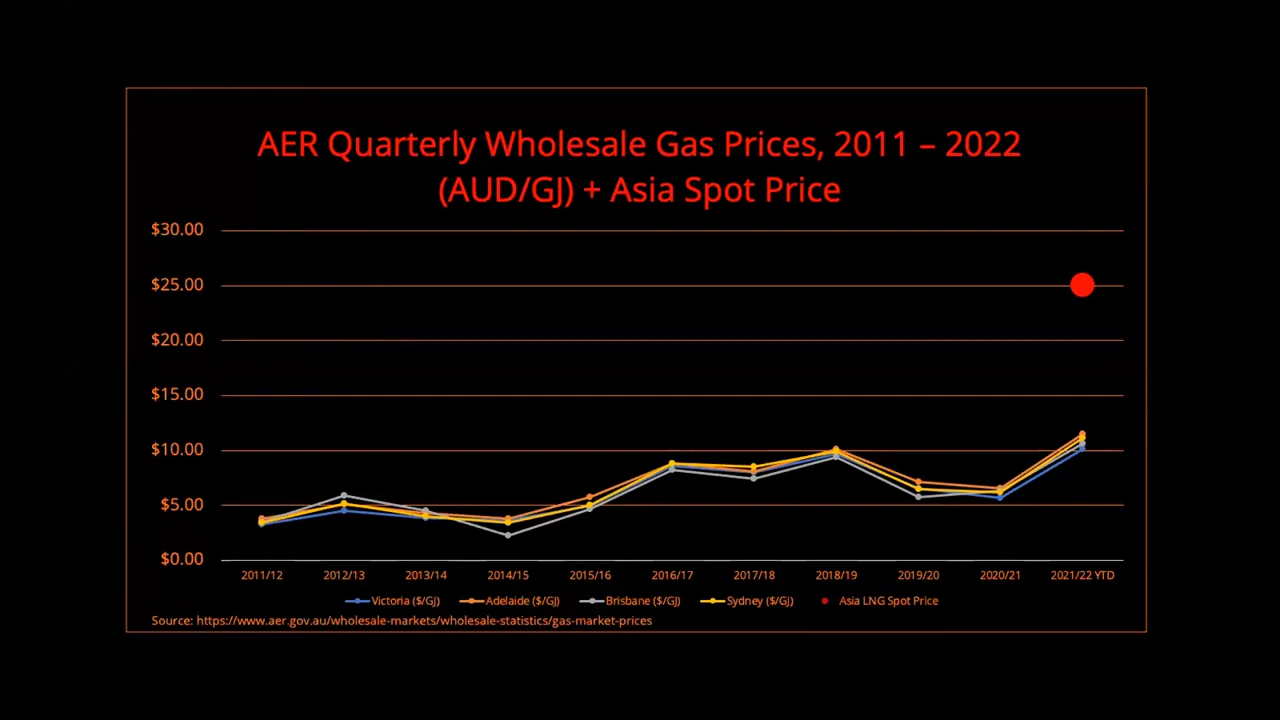 AER Quarterly Wholesale Gas Prices, 2011 – 2022
(AUD/GJ) + Asia Spot Price
$30.00
$25.00
$20.00
$15.00
$10.00
$5.00
$0.00
2011/12 2012/13 2013/14 2014/15 2015/16 2016/17 2017/18 2018/19 2019/20 2020/21 2021/22 YTD
Victoria ($/GJ) Adelaide ($/GJ) Brisbane ($/GJ) Sydney ($/GJ) Asia LNG Spot Price
Source: https://www.aer.gov.au/wholesale-markets/wholesale-statistics/gas-market-prices